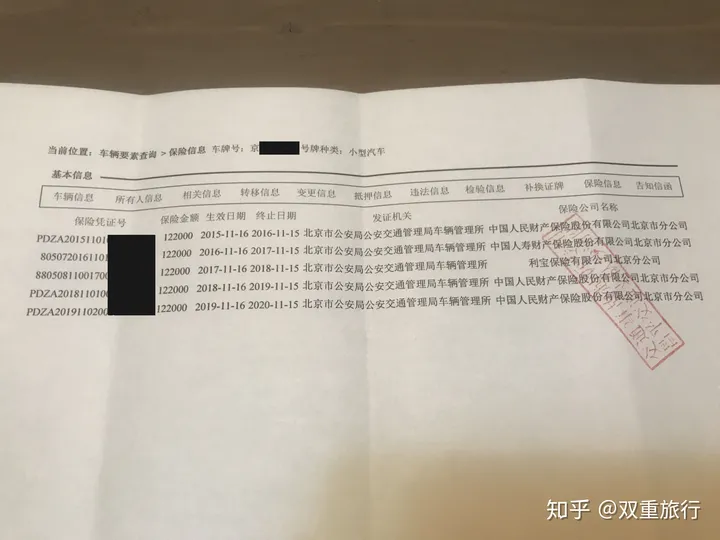 当前位置：车辆要素查询 > 保险信息 车牌号：京 号牌种类：小型汽车
基本信息
车辆信息 所有人信息 相关信息 转移信息 变更信息 抵押信息 违法信息 检验信息 补换证牌 保险信息 告知信函
保险凭证号 保险金额 生效日期 终止日期 发证机关 保险公司名称
PDZA201511010 122000 2015-11-16 2016-11-15 北京市公安局公安交通管理局车辆管理所 中国人民财产保险股份有限公司北京市分公司
8050720161101 122000 2016-11-16 2017-11-15 北京市公安局公安交通管理局车辆管理所 中国人寿财产保险股份有限公司北京市分公司
8805081100170 122000 2017-11-16 2018-11-15 北京市公安局公安交通管理局车辆管理所 利宝保险有限公司北京分公司
PDZA201811010 122000 2018-11-16 2019-11-15 北京市公安局公安交通管理局车辆管理所 中国人民财产保险股份有限公司北京市分公司
PDZA201911020 122000 2019-11-16 2020-11-15 北京市公安局公安交通管理局车辆管理所 中国人民财产保险股份有限公司北京市分公司
知乎 @双重旅行